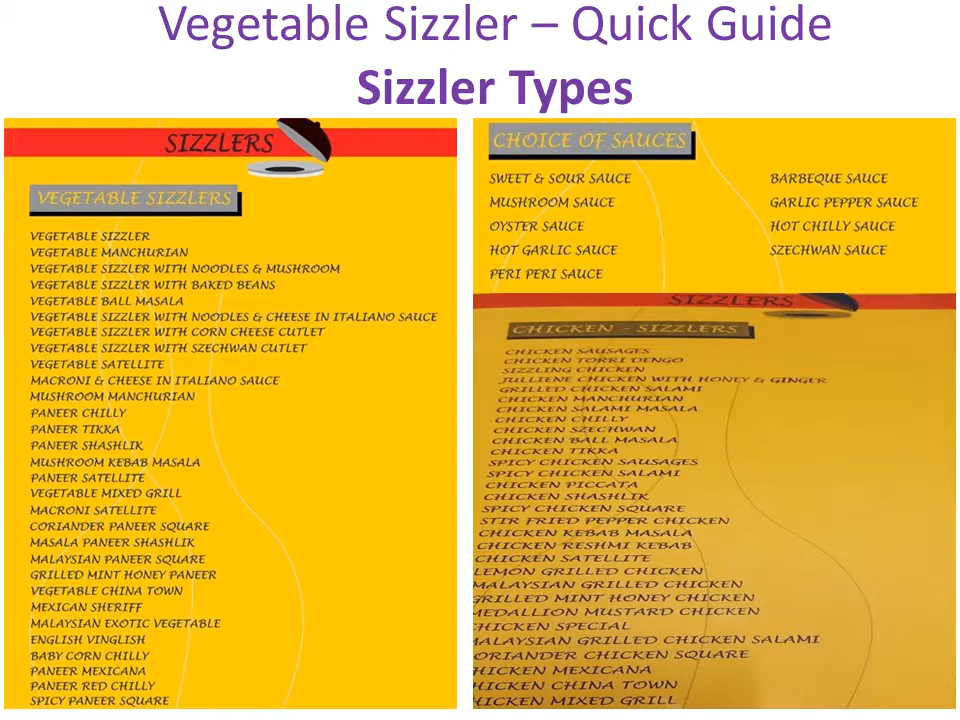 Vegetable Sizzler – Quick Guide
Sizzler Types
SIZZLERS
VEGETABLE SIZZLERS
VEGETABLE SIZZLER
VEGETABLE MANCHURIAN
VEGETABLE SIZZLER WITH NOODLES & MUSHROOM
VEGETABLE SIZZLER WITH BAKED BEANS
VEGETABLE BALL MASALA
VEGETABLE SIZZLER WITH NOODLES & CHEESE IN ITALIANO SAUCE
VEGETABLE SIZZLER WITH CORN CHEESE CUTLET
VEGETABLE SIZZLER WITH SZECHWAN CUTLET
VEGETABLE SATELLITE
MACRONI & CHEESE IN ITALIANO SAUCE
MUSHROOM MANCHURIAN
PANEER CHILLY
PANEER TIKKA
PANEER SHASHLIK
MUSHROOM KEBAB MASALA
PANEER SATELLITE
VEGETABLE MIXED GRILL
MACRONI SATELLITE
CORIANDER PANEER SQUARE
MASALA PANEER SHASHLIK
MALAYSIAN PANEER SQUARE
GRILLED MINT HONEY PANEER
VEGETABLE CHINA TOWN
MEXICAN SHERIFF
MALAYSIAN EXOTIC VEGETABLE
ENGLISH VINGLISH
BABY CORN CHILLY
PANEER MEXICANA
PANEER RED CHILLY
SPICY PANEER SQUARE
CHOICE OF SAUCES
SWEET & SOUR SAUCE
MUSHROOM SAUCE
OYSTER SAUCE
HOT GARLIC SAUCE
PERI PERI SAUCE
BARBEQUE SAUCE
GARLIC PEPPER SAUCE
HOT CHILLY SAUCE
SZECHWAN SAUCE
SIZZLERS
CHICKEN - SIZZLERS
CHICKEN SAUSAGES
CHICKEN TORRI DENGO
SIZZLING CHICKEN
JULLIENE CHICKEN WITH HONEY & GINGER
GRILLED CHICKEN SALAMI
CHICKEN MANCHURIAN
CHICKEN SALAMI MASALA
CHICKEN CHILLY
CHICKEN SZECHWAN
CHICKEN BALL MASALA
CHICKEN TIKKA
SPICY CHICKEN SAUSAGES
SPICY CHICKEN SALAMI
CHICKEN PICCATA
CHICKEN SHASHLIK
SPICY CHICKEN SQUARE
STIR FRIED PEPPER CHICKEN
CHICKEN KEBAB MASALA
CHICKEN RESHMI KEBAB
CHICKEN SATELLITE
LEMON GRILLED CHICKEN
MALAYSIAN GRILLED CHICKEN
GRILLED MINT HONEY CHICKEN
MEDALLION MUSTARD CHICKEN
HICKEN SPECIAL
ALAYSIAN GRILLED CHICKEN SALAMI
ORIANDER CHICKEN SQUARE
HICKEN MEXICANA
HICKEN CHINA TOWN
HICKEN MIXED GRILL